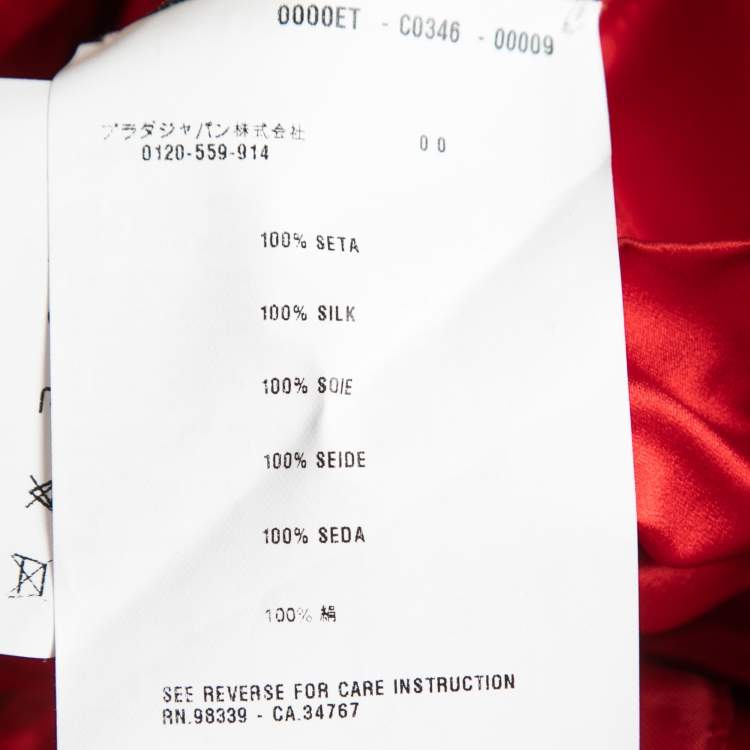 0000ET - C0346 - 00009
プラダジャパン株式会社
0120-559-914
00
100% SETA
100% SILK
100% SOIE
100% SEIDE
100% SEDA
100% 絹
SEE REVERSE FOR CARE INSTRUCTION
RN.98339 - CA.34767